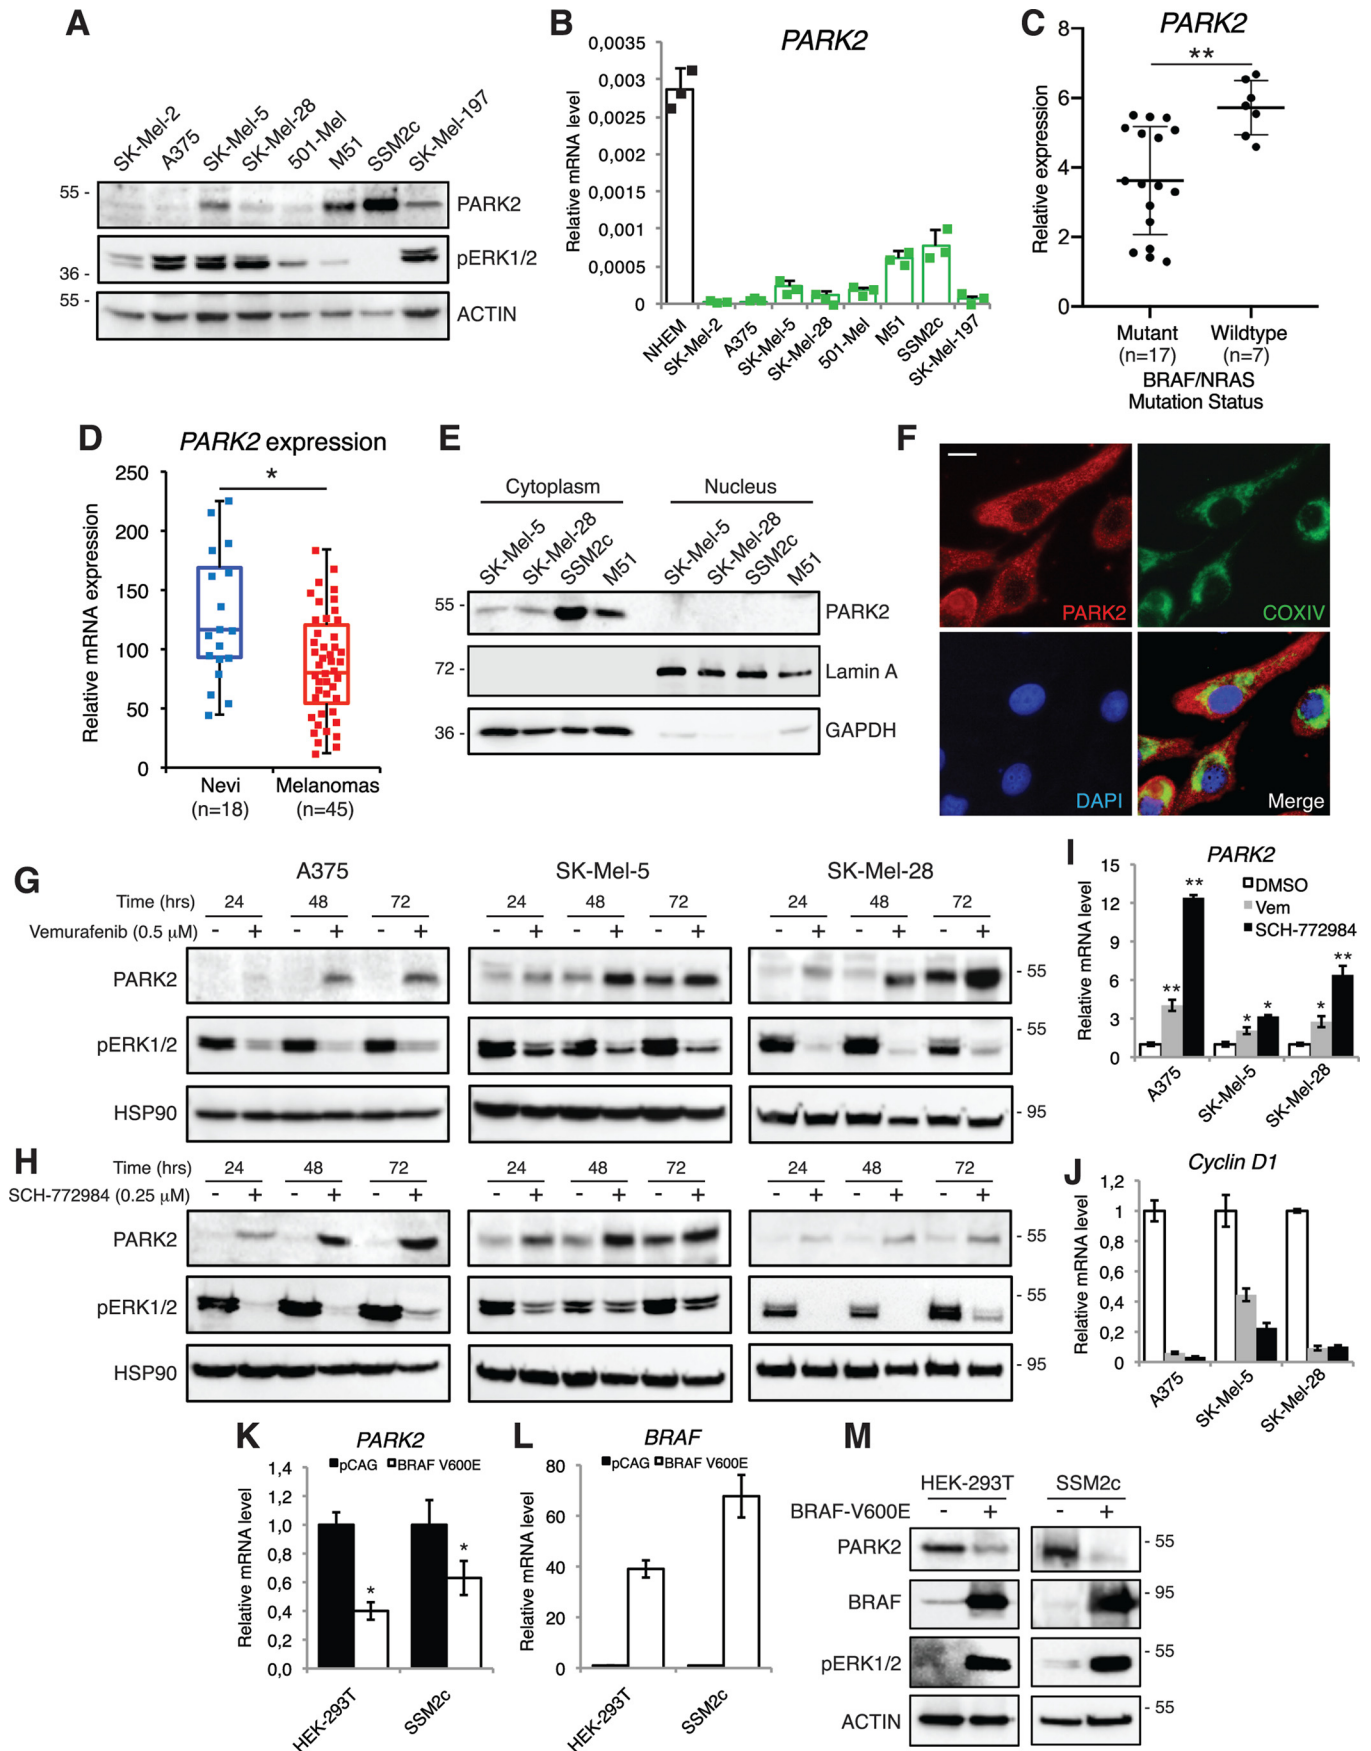 A
SK-Mel-2
A375
SK-Mel-5
SK-Mel-28
501-Mel
M51
SSM2c
SK-Mel-197
55 -
PARK2
pERK1/2
36 -
55 -
ACTIN
B
PARK2
Relative mRNA level
0,0035
0,003
0,0025
0,002
0,0015
0,001
0,0005
0
NHEM
SK-Mel-2
A375
SK-Mel-5
SK-Mel-28
501-Mel
M51
SSM2c
SK-Mel-197
C
PARK2
**
Relative expression
8
6
4
2
0
Mutant
(n=17)
Wildtype
(n=7)
BRAF/NRAS
Mutation Status
D
PARK2 expression
*
Relative mRNA expression
250
200
150
100
50
0
Nevi
(n=18)
Melanomas
(n=45)
E
Cytoplasm
Nucleus
SK-Mel-5
SK-Mel-28
SSM2c
M51
SK-Mel-5
SK-Mel-28
SSM2c
M51
55 -
PARK2
72 -
Lamin A
36 -
GAPDH
F
PARK2
COXIV
DAPI
Merge
G
A375
SK-Mel-5
SK-Mel-28
Time (hrs) 24 48 72 24 48 72 24 48 72
Vemurafenib (0.5 µM) - + - + - + - + - + - + - + - + - +
PARK2
- 55
pERK1/2
- 55
HSP90
- 95
H
Time (hrs) 24 48 72 24 48 72 24 48 72
SCH-772984 (0.25 µM) - + - + - + - + - + - + - + - + - +
PARK2
- 55
pERK1/2
- 55
HSP90
- 95
I
PARK2
DMSO
Vem
SCH-772984
Relative mRNA level
15
12
9
6
3
0
** ** * * * **
A375
SK-Mel-5
SK-Mel-28
J
Cyclin D1
Relative mRNA level
1,2
1
0,8
0,6
0,4
0,2
0
A375
SK-Mel-5
SK-Mel-28
K
PARK2
pCAG BRAF V600E
Relative mRNA level
1,4
1,2
1,0
0,8
0,6
0,4
0,2
0,0
* *
HEK-293T
SSM2c
L
BRAF
pCAG BRAF V600E
Relative mRNA level
80
60
40
20
0
HEK-293T
SSM2c
M
HEK-293T
SSM2c
BRAF-V600E - + - +
PARK2
- 55
BRAF
- 95
pERK1/2
- 55
ACTIN
- 55